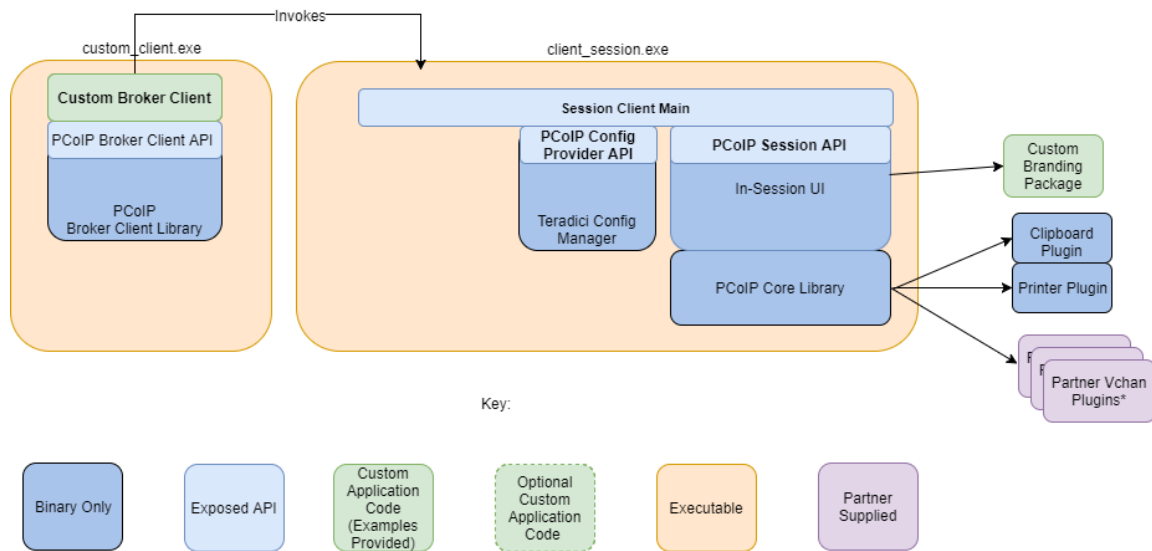 Invokes
custom_client.exe
client_session.exe
Custom Broker Client
PCoIP Broker Client API
PCoIP
Broker Client Library
Session Client Main
PCoIP Config
Provider API
Teradici Config
Manager
PCoIP Session API
In-Session UI
PCoIP Core Library
Custom
Branding
Package
Clipboard
Plugin
Printer Plugin
Partner Vchan
Plugins*
Key:
Binary Only
Exposed API
Custom
Application
Code
(Examples
Provided)
Optional
Custom
Application
Code
Executable
Partner
Supplied